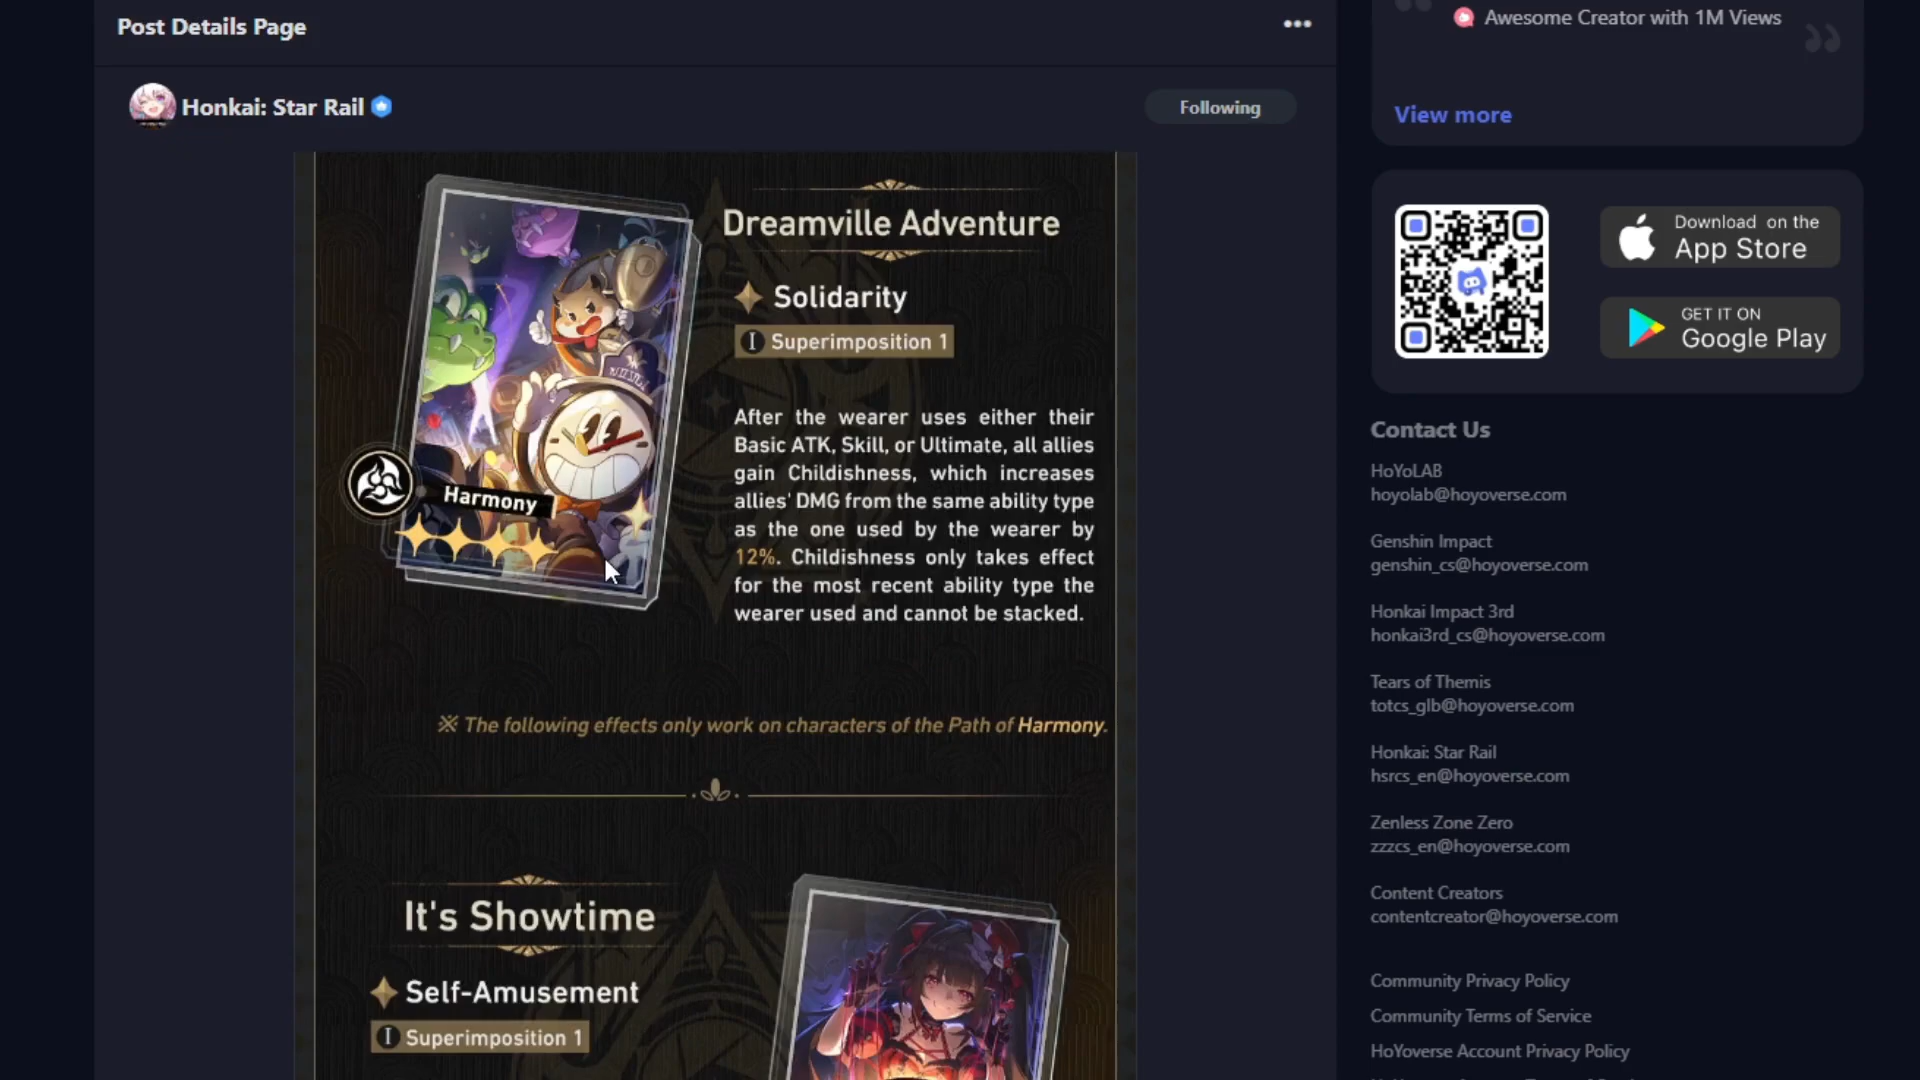 Post Details Page
Honkai: Star Rail
Following
Dreamville Adventure
Solidarity
I Superimposition 1
After the wearer uses either their
Basic ATK, Skill, or Ultimate, all allies
gain Childishness, which increases
allies' DMG from the same ability type
as the one used by the wearer by
12%. Childishness only takes effect
for the most recent ability type the
wearer used and cannot be stacked.
Harmony
※ The following effects only work on characters of the Path of Harmony.
It's Showtime
Self-Amusement
I Superimposition 1
Awesome Creator with 1M Views
View more
Download on the
App Store
GET IT ON
Google Play
Contact Us
HoYoLAB
hoyolab@hoyoverse.com
Genshin Impact
genshin_cs@hoyoverse.com
Honkai Impact 3rd
honkai3rd_cs@hoyoverse.com
Tears of Themis
totcs_glb@hoyoverse.com
Honkai: Star Rail
hsrcs_en@hoyoverse.com
Zenless Zone Zero
zzzcs_en@hoyoverse.com
Content Creators
contentcreator@hoyoverse.com
Community Privacy Policy
Community Terms of Service
HoYoverse Account Privacy Policy